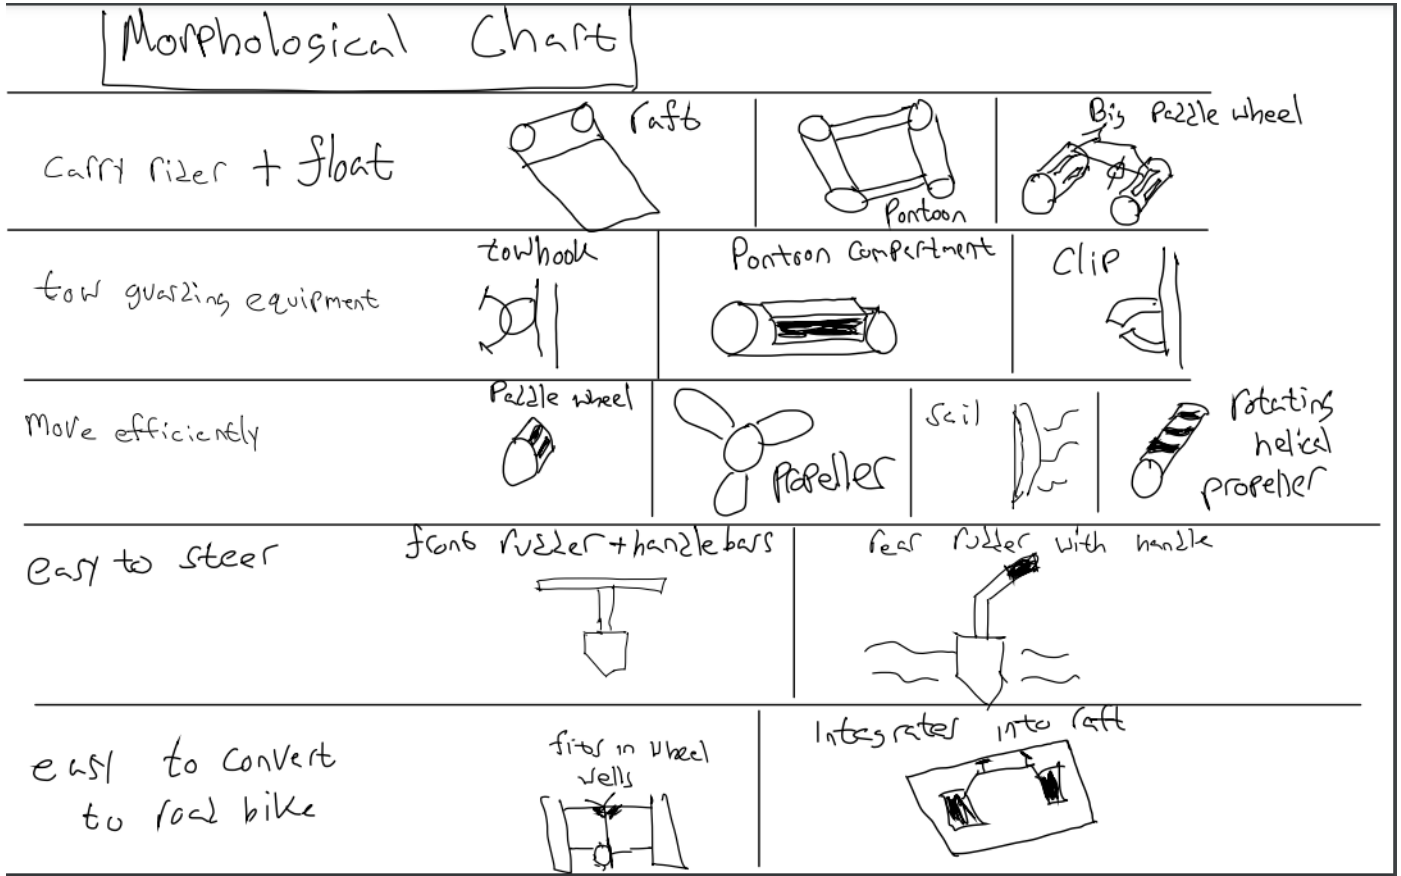 Morphological Chart
carry rider + float
raft
Pontoon
Big Paddle wheel
tow guarding equipment
towhook
Pontoon compartment
Clip
Move efficiently
Paddle wheel
propeller
Sail
rotating
helical
propeller
easy to steer
front rudder + handlebars
rear rudder with handle
easy to convert
to road bike
fits in wheel
wells
Integrates into raft